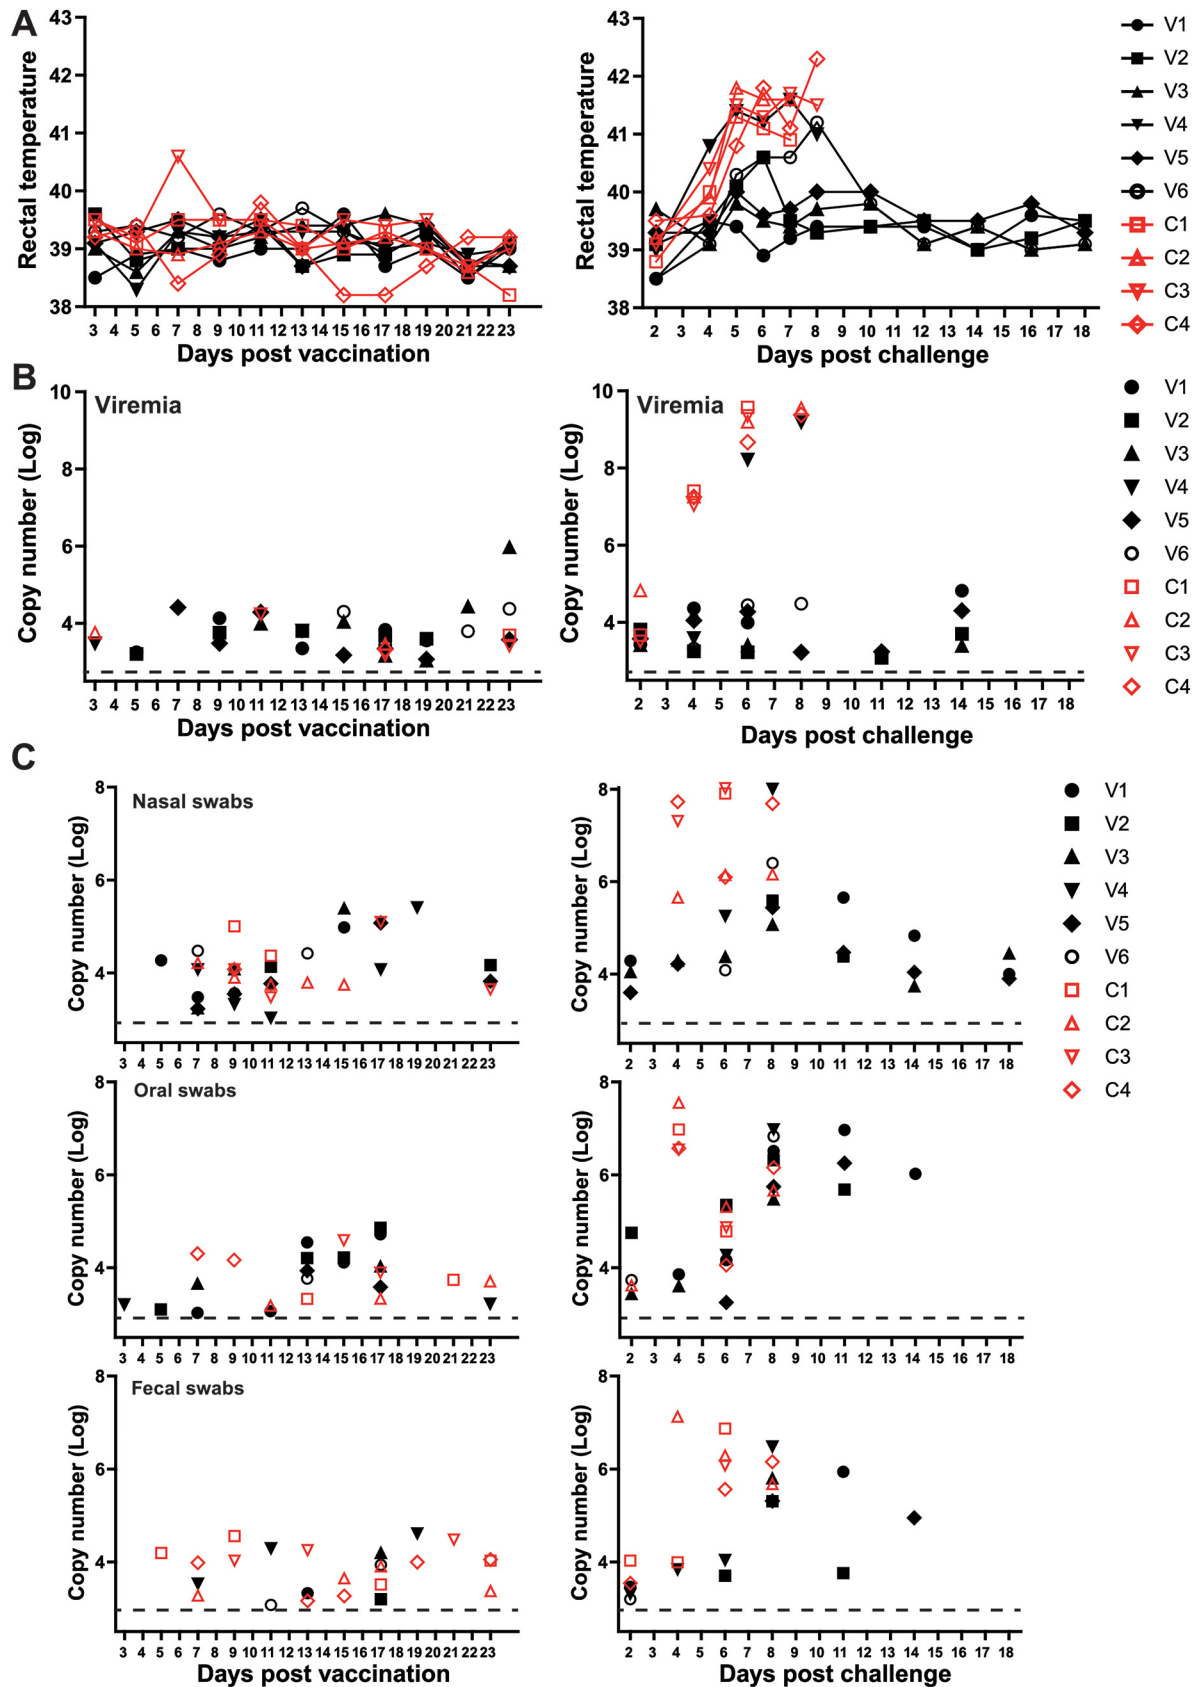 A
43
42
41
40
39
38
Rectal temperature
3 4 5 6 7 8 9 10 11 12 13 14 15 16 17 18 19 20 21 22 23
Days post vaccination
43
42
41
40
39
38
Rectal temperature
2 3 4 5 6 7 8 9 10 11 12 13 14 15 16 17 18
Days post challenge
V1
V2
V3
V4
V5
V6
C1
C2
C3
C4
B
Viremia
10
8
6
4
Copy number (Log)
3 4 5 6 7 8 9 10 11 12 13 14 15 16 17 18 19 20 21 22 23
Days post vaccination
Viremia
10
8
6
4
Copy number (Log)
2 3 4 5 6 7 8 9 10 11 12 13 14 15 16 17 18
Days post challenge
V1
V2
V3
V4
V5
V6
C1
C2
C3
C4
C
Nasal swabs
8
6
4
Copy number (Log)
3 4 5 6 7 8 9 10 11 12 13 14 15 16 17 18 19 20 21 22 23
8
6
4
Copy number (Log)
2 3 4 5 6 7 8 9 10 11 12 13 14 15 16 17 18
V1
V2
V3
V4
V5
V6
C1
C2
C3
C4
Oral swabs
8
6
4
Copy number (Log)
3 4 5 6 7 8 9 10 11 12 13 14 15 16 17 18 19 20 21 22 23
8
6
4
Copy number (Log)
2 3 4 5 6 7 8 9 10 11 12 13 14 15 16 17 18
Fecal swabs
8
6
4
Copy number (Log)
3 4 5 6 7 8 9 10 11 12 13 14 15 16 17 18 19 20 21 22 23
Days post vaccination
8
6
4
Copy number (Log)
2 3 4 5 6 7 8 9 10 11 12 13 14 15 16 17 18
Days post challenge